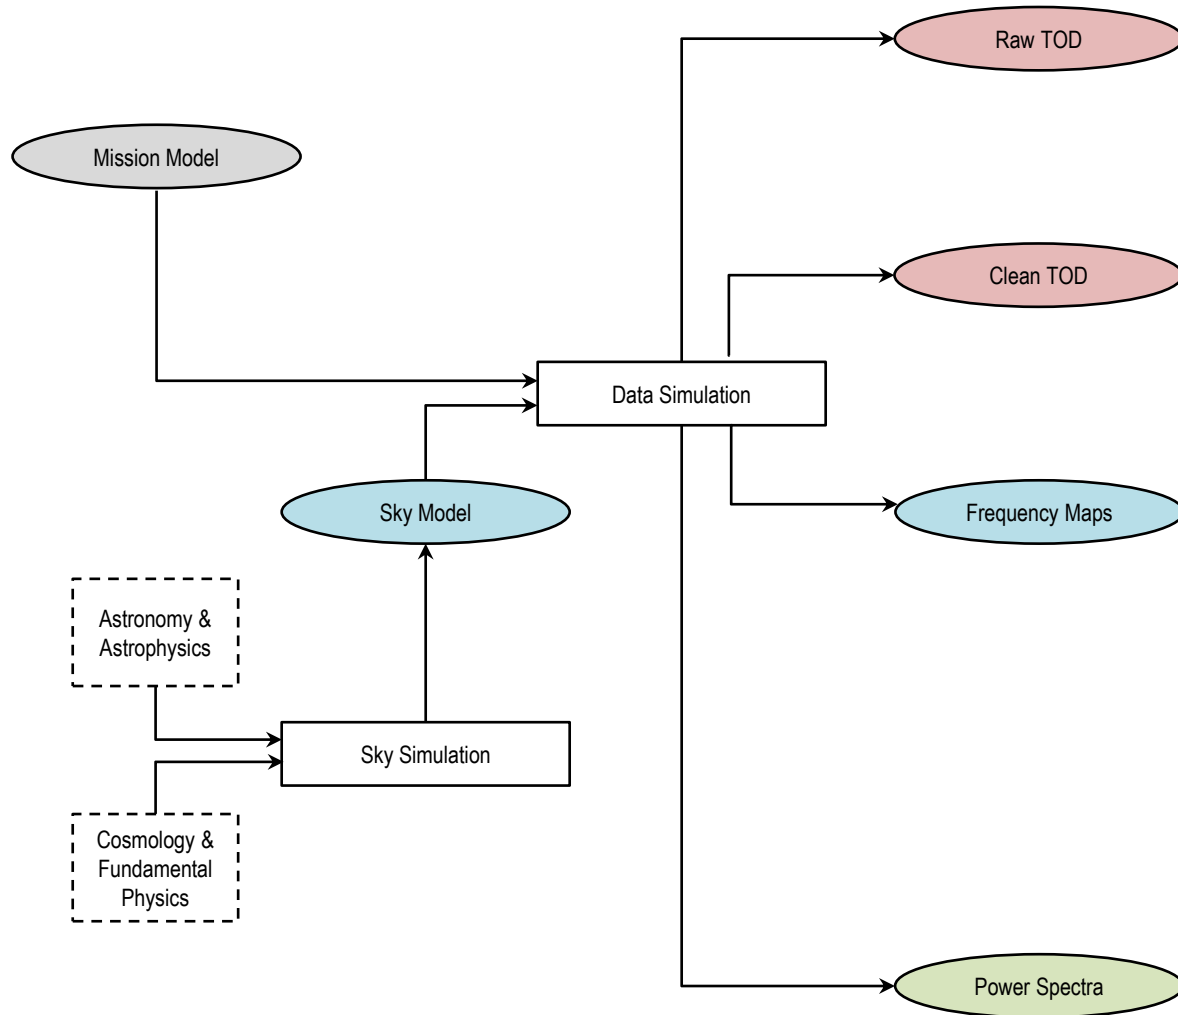 Raw TOD
Mission Model
Clean TOD
Data Simulation
Sky Model
Frequency Maps
Astronomy &
Astrophysics
Sky Simulation
Cosmology &
Fundamental
Physics
Power Spectra